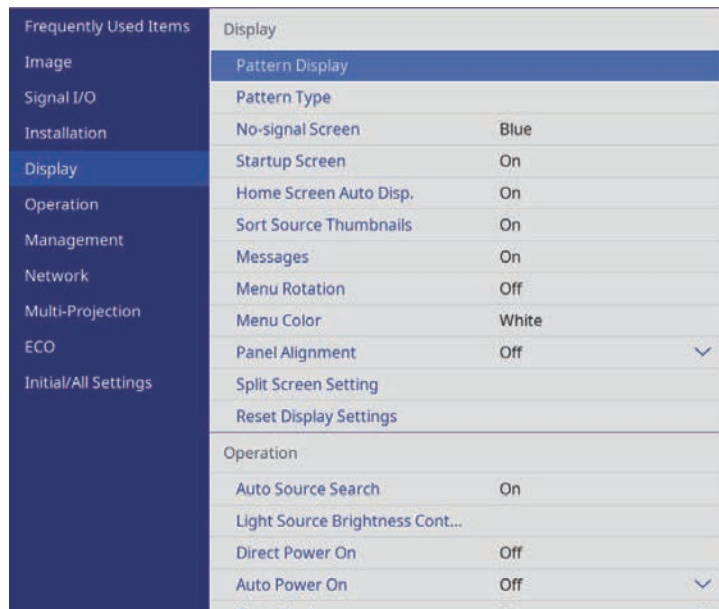 Frequently Used Items
Image
Signal I/O
Installation
Display
Operation
Management
Network
Multi-Projection
ECO
Initial/All Settings
Display
Pattern Display
Pattern Type
No-signal Screen Blue
Startup Screen On
Home Screen Auto Disp. On
Sort Source Thumbnails On
Messages On
Menu Rotation Off
Menu Color White
Panel Alignment Off
Split Screen Setting
Reset Display Settings
Operation
Auto Source Search On
Light Source Brightness Cont...
Direct Power On Off
Auto Power On Off